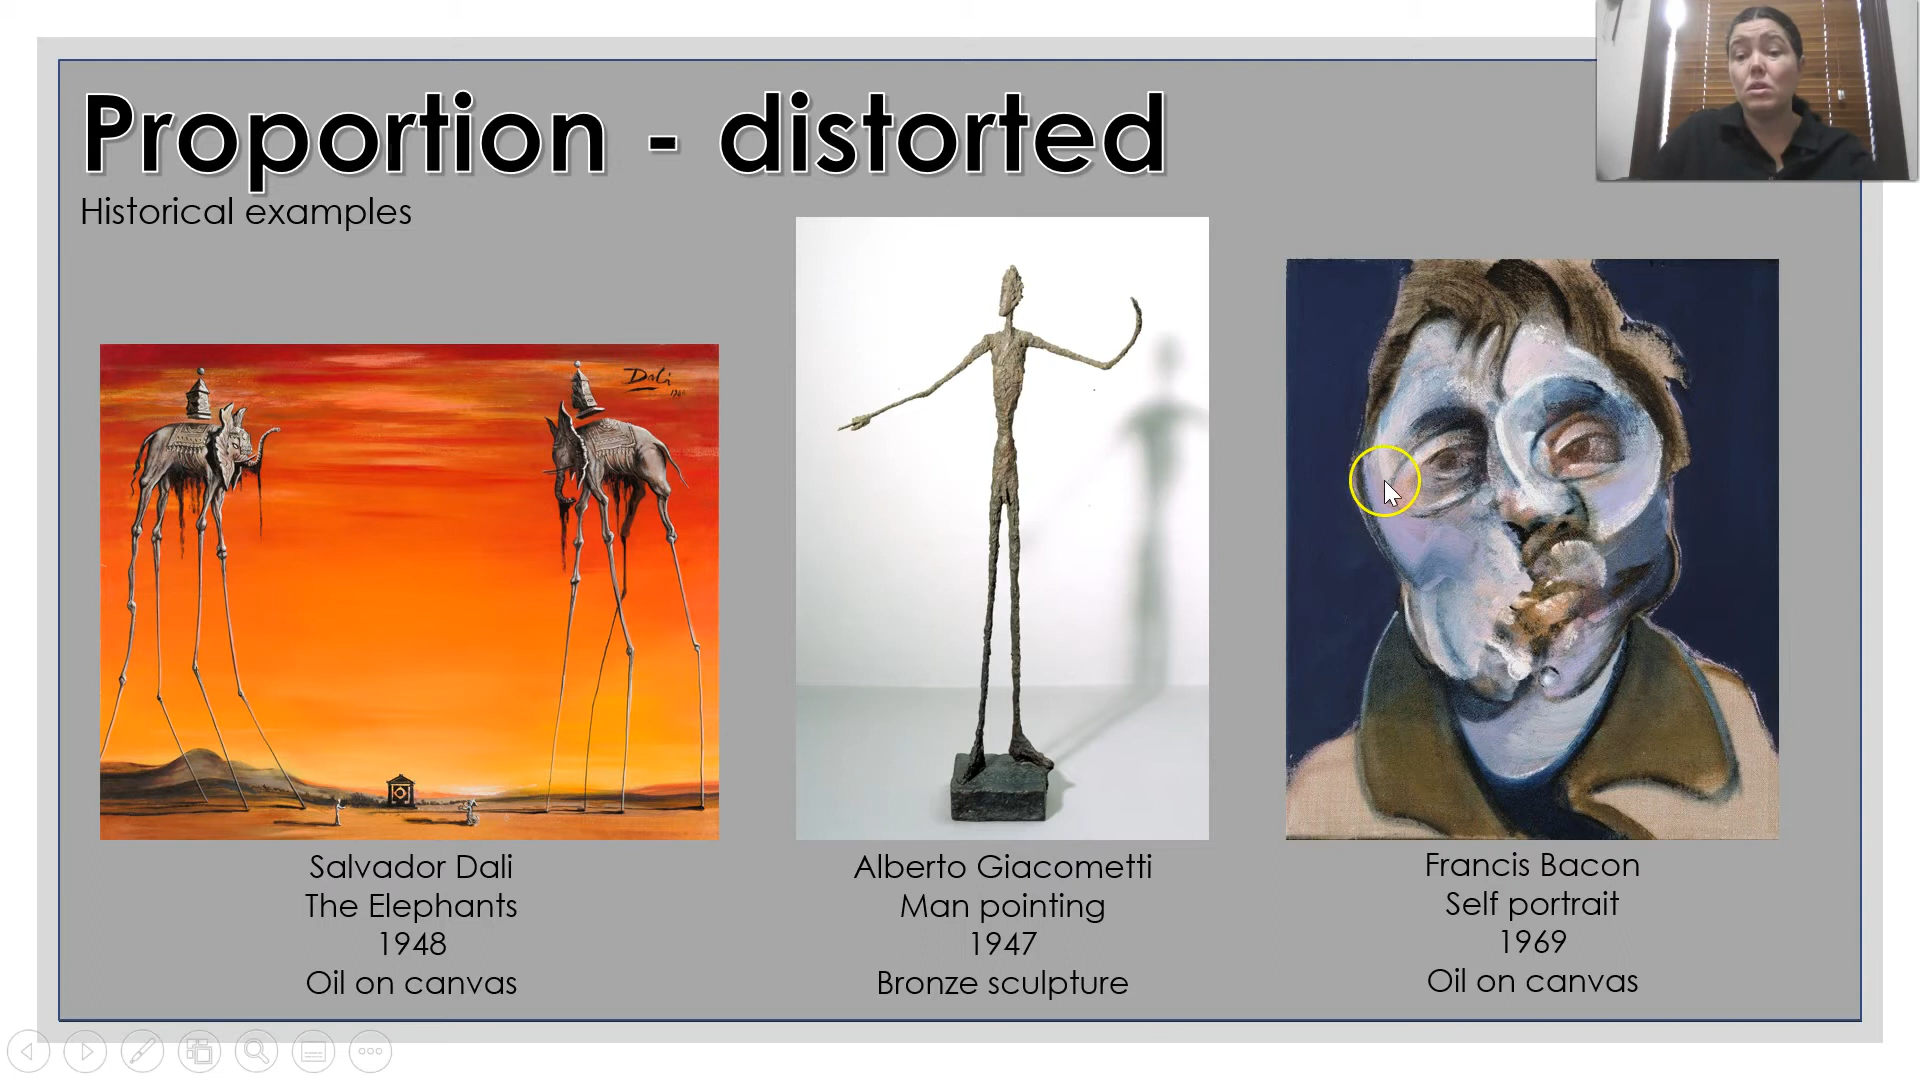 Proportion - distorted
Historical examples
Dalí
Salvador Dali
The Elephants
1948
Oil on canvas
Alberto Giacometti
Man pointing
1947
Bronze sculpture
Francis Bacon
Self portrait
1969
Oil on canvas